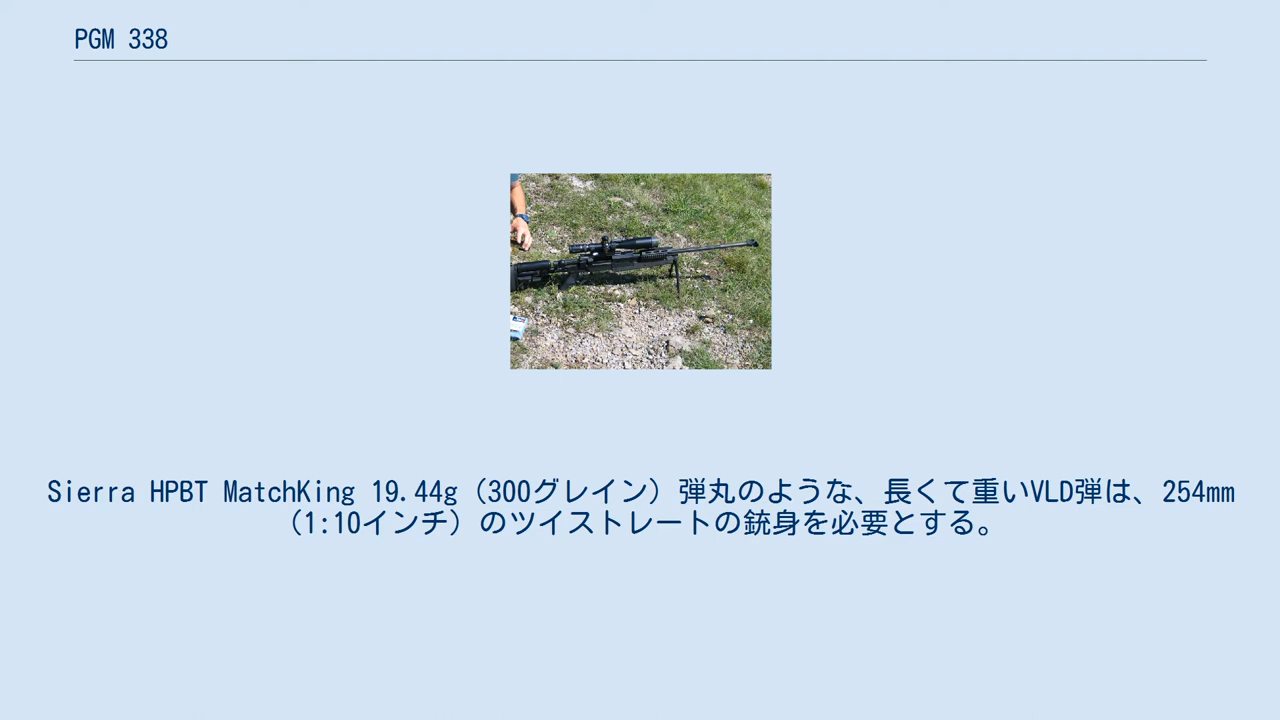 PGM 338
Sierra HPBT MatchKing 19.44g（300グレイン）弾丸のような、長くて重いVLD弾は、254mm
（1:10インチ）のツイストレートの銃身を必要とする。